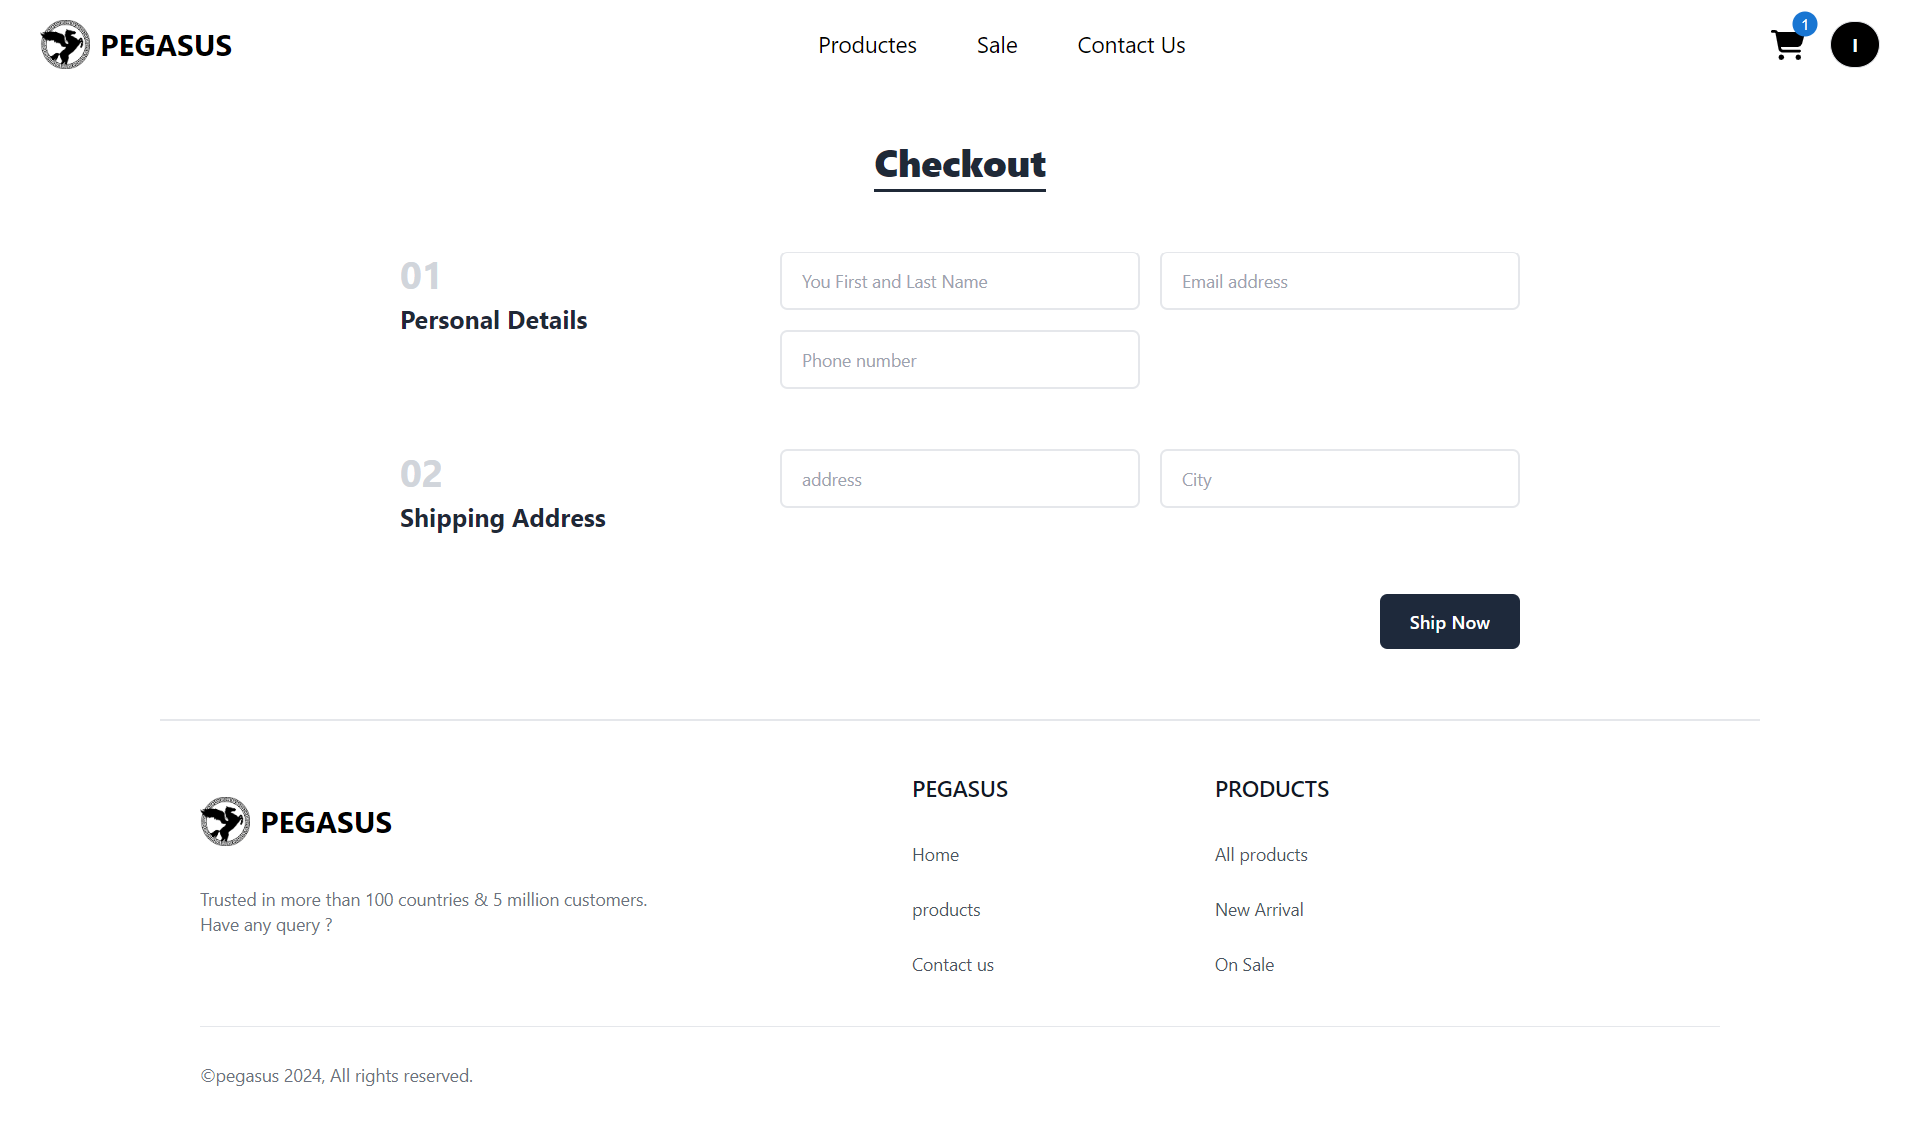 PEGASUS
Productes
Sale
Contact Us
1
I
Checkout
01
Personal Details
You First and Last Name
Email address
Phone number
02
Shipping Address
address
City
Ship Now
PEGASUS
Trusted in more than 100 countries & 5 million customers.
Have any query ?
PEGASUS
Home
products
Contact us
PRODUCTS
All products
New Arrival
On Sale
©pegasus 2024, All rights reserved.